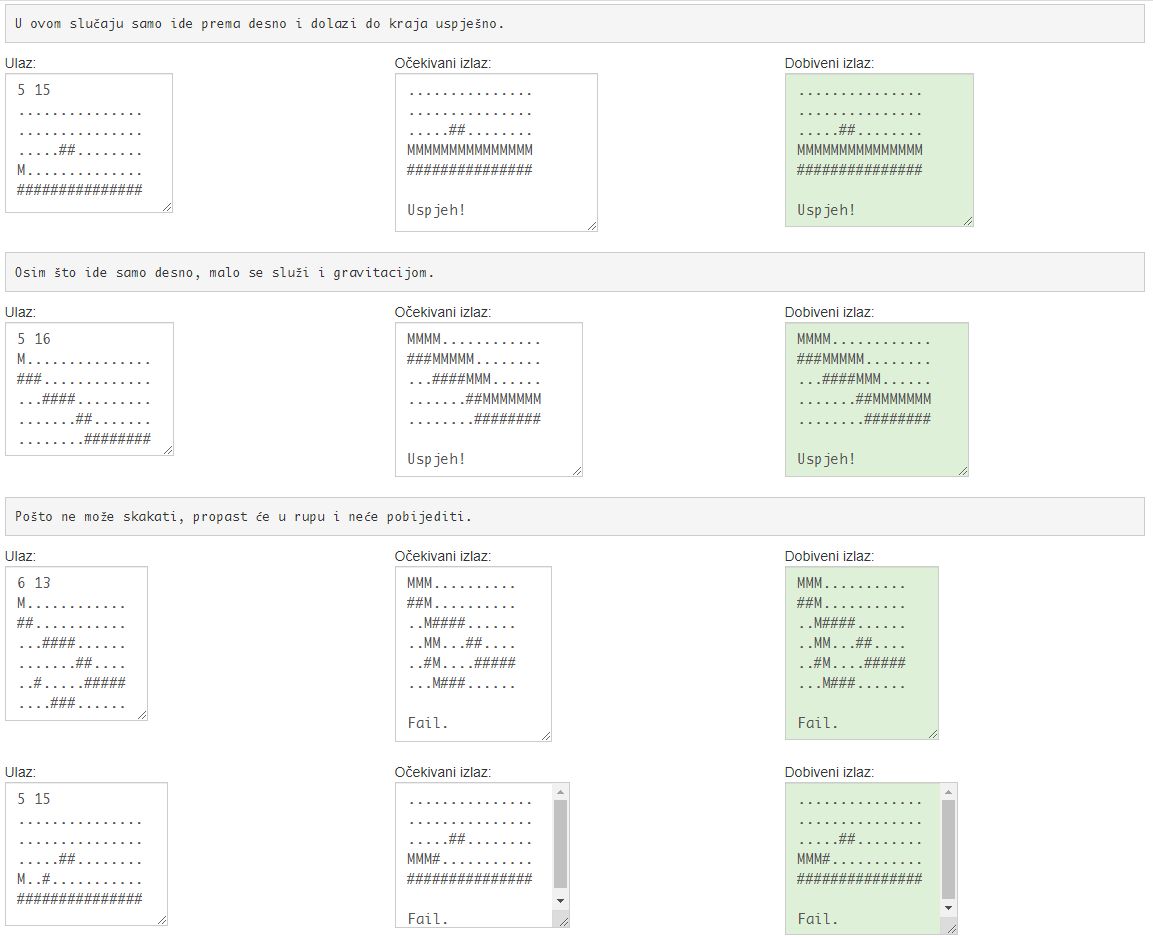 U ovom slučaju samo ide prema desno i dolazi do kraja uspješno.
Ulaz:
5 15
...............
...............
.....##........
M..............
###############
Očekivani izlaz:
...............
...............
.....##........
MMMMMMMMMMMMMMM
###############
Uspjeh!
Dobiveni izlaz:
...............
...............
.....##........
MMMMMMMMMMMMMMM
###############
Uspjeh!
Osim što ide samo desno, malo se služi i gravitacijom.
Ulaz:
5 16
M...............
###.............
...####.........
.......##.......
........########
Očekivani izlaz:
MMMM............
###MMMMM........
...####MMM......
.......##MMMMMMM
........########
Uspjeh!
Dobiveni izlaz:
MMMM............
###MMMMM........
...####MMM......
.......##MMMMMMM
........########
Uspjeh!
Pošto ne može skakati, propast će u rupu i neće pobijediti.
Ulaz:
6 13
M............
##...........
...####......
.......##....
..#.....#####
....###......
Očekivani izlaz:
MMM..........
##M..........
..M####......
..MM...##....
..#M....#####
...M###......
Fail.
Dobiveni izlaz:
MMM..........
##M..........
..M####......
..MM...##....
..#M....#####
...M###......
Fail.
Ulaz:
5 15
...............
...............
.....##........
M..#...........
###############
Očekivani izlaz:
...............
...............
.....##........
MMM#...........
###############
Fail.
Dobiveni izlaz:
...............
...............
.....##........
MMM#...........
###############
Fail.